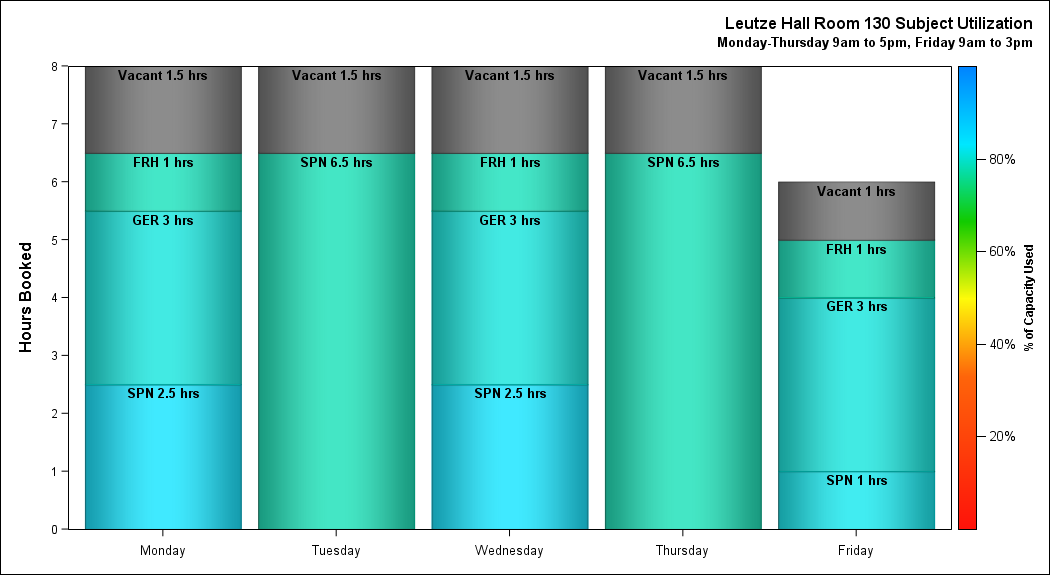 Leutze Hall Room 130 Subject Utilization
Monday-Thursday 9am to 5pm, Friday 9am to 3pm
Hours Booked
8
7
6
5
4
3
2
1
0
Vacant 1.5 hrs
FRH 1 hrs
GER 3 hrs
SPN 2.5 hrs
Monday
Vacant 1.5 hrs
SPN 6.5 hrs
Tuesday
Vacant 1.5 hrs
FRH 1 hrs
GER 3 hrs
SPN 2.5 hrs
Wednesday
Vacant 1.5 hrs
SPN 6.5 hrs
Thursday
Vacant 1 hrs
FRH 1 hrs
GER 3 hrs
SPN 1 hrs
Friday
80%
60%
40%
20%
% of Capacity Used